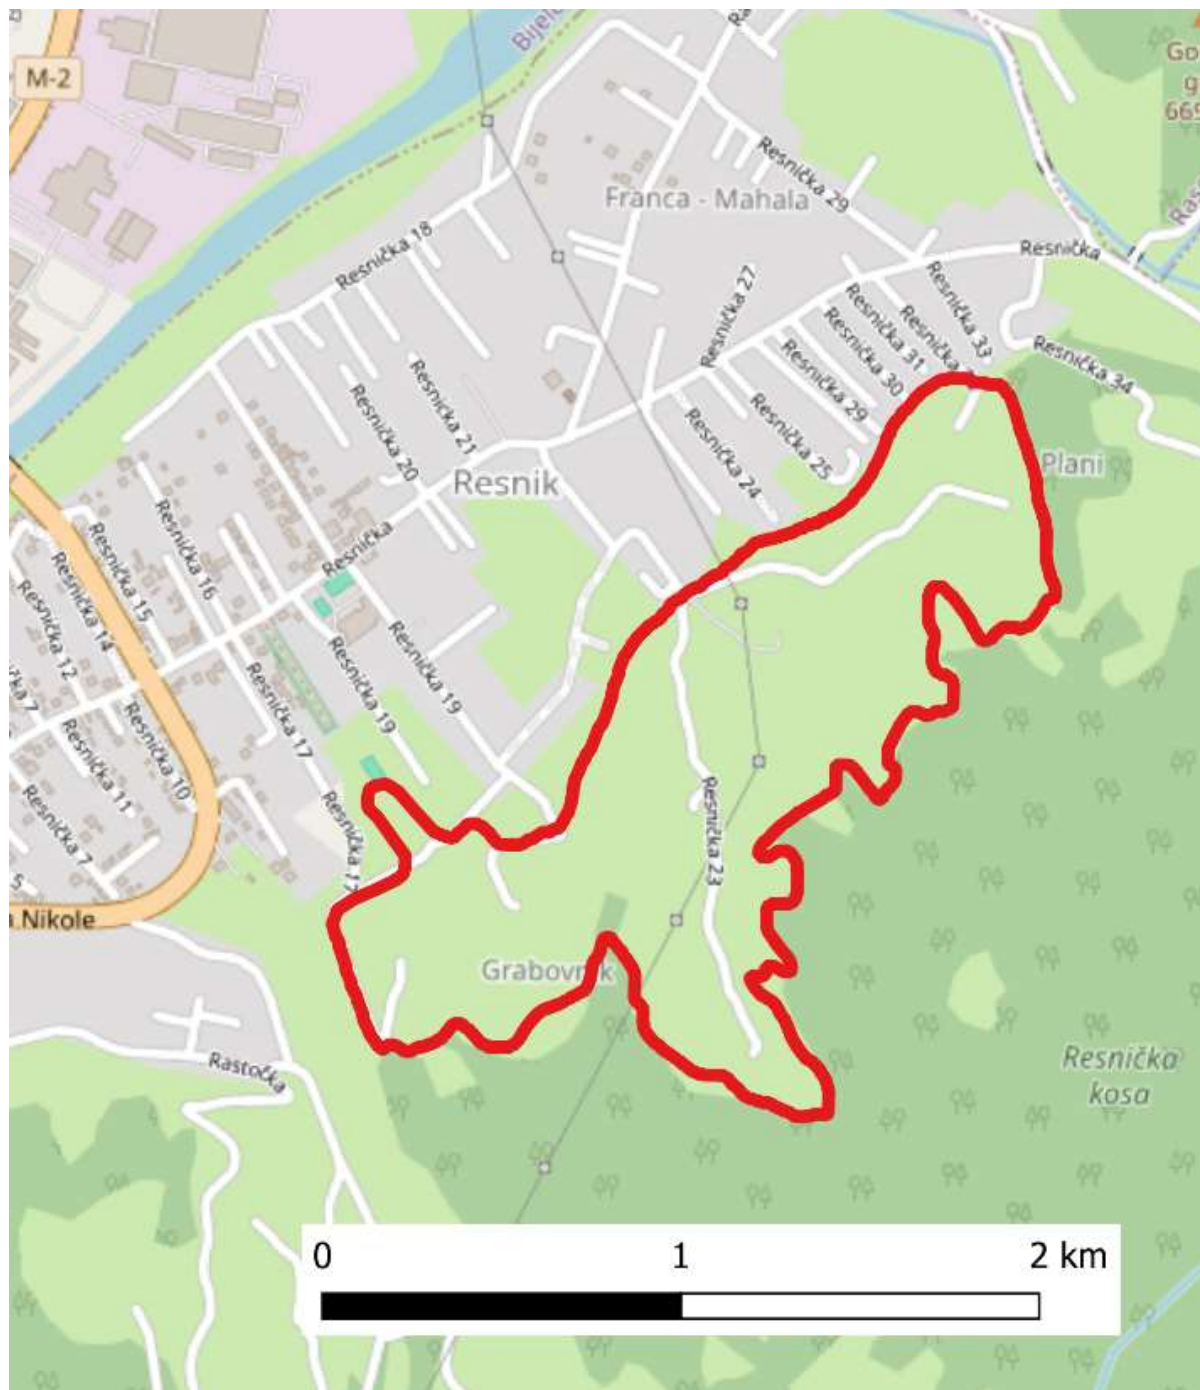 M-2
Franca - Mahala
Resnička 29
Resnička 18
Resnička
Resnička 33
Resnička 27
Resnička 31
Resnička 30
Resnička 34
Resnička 29
Resnička 21
Resnička 20
Resnička 25
Resnička 24
Plani
Resnik
Resnička
Resnička 16
Resnička 15
Resnička 14
Resnička 12
Resnička 19
Resnička 19
Resnička 17
Resnička 10
Resnička 11
Resnička 7
Resnička 17
Resnička 23
Nikole
Grabovnik
Rastočka
Resnička
kosa
0 1 2 km